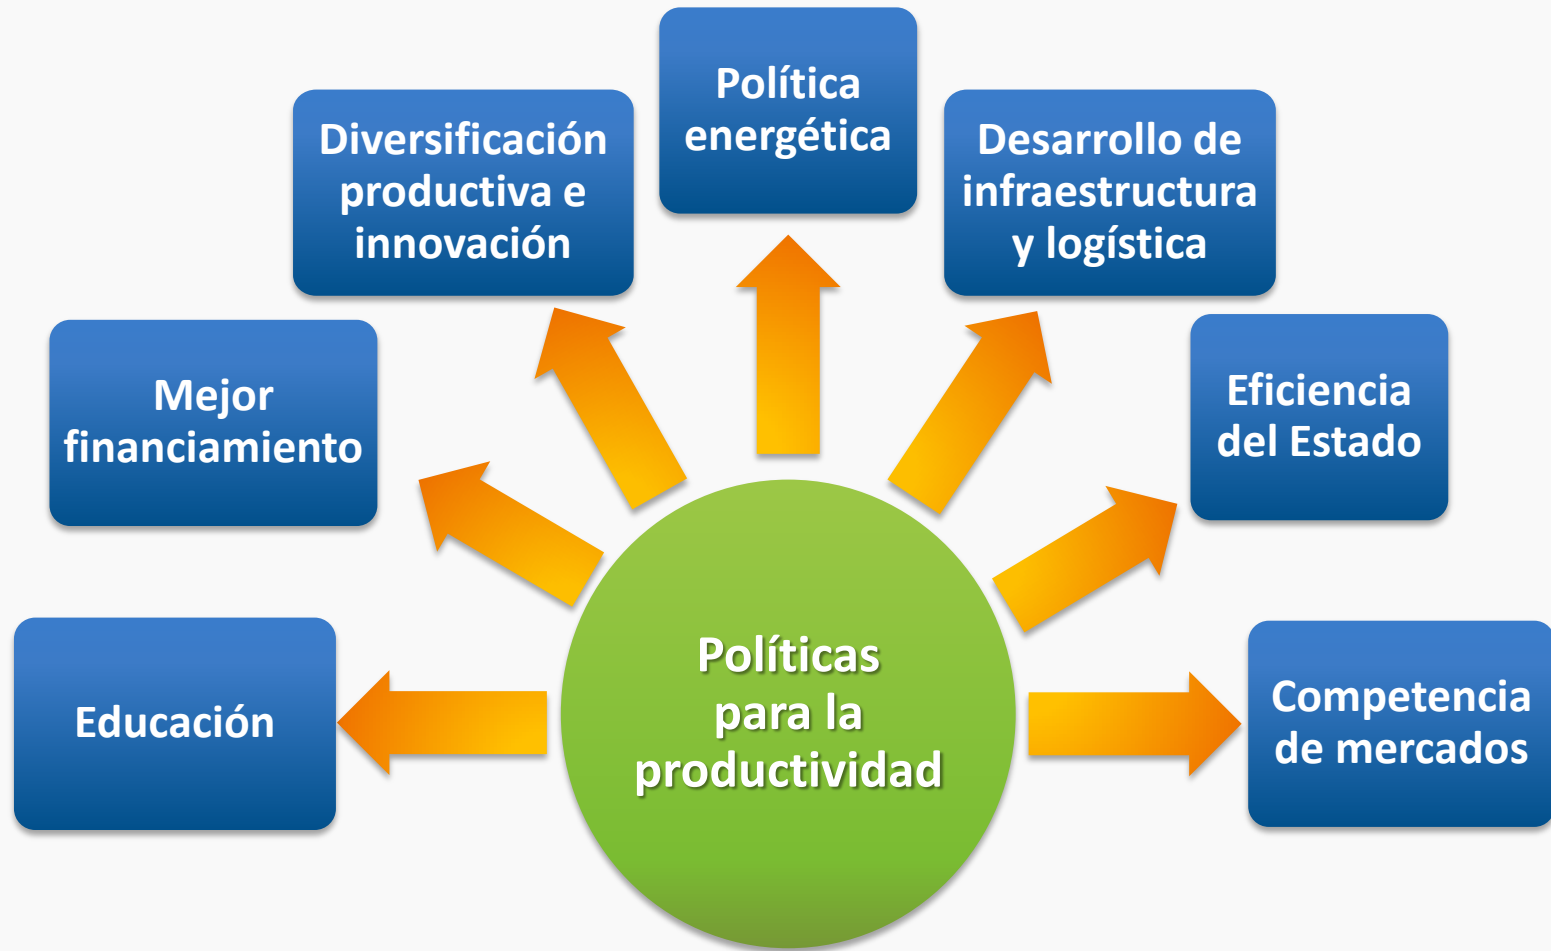 Política
energética
Diversificación
productiva e
innovación
Desarrollo de
infraestructura
y logística
Mejor
financiamiento
Eficiencia
del Estado
Educación
Políticas
para la
productividad
Competencia
de mercados